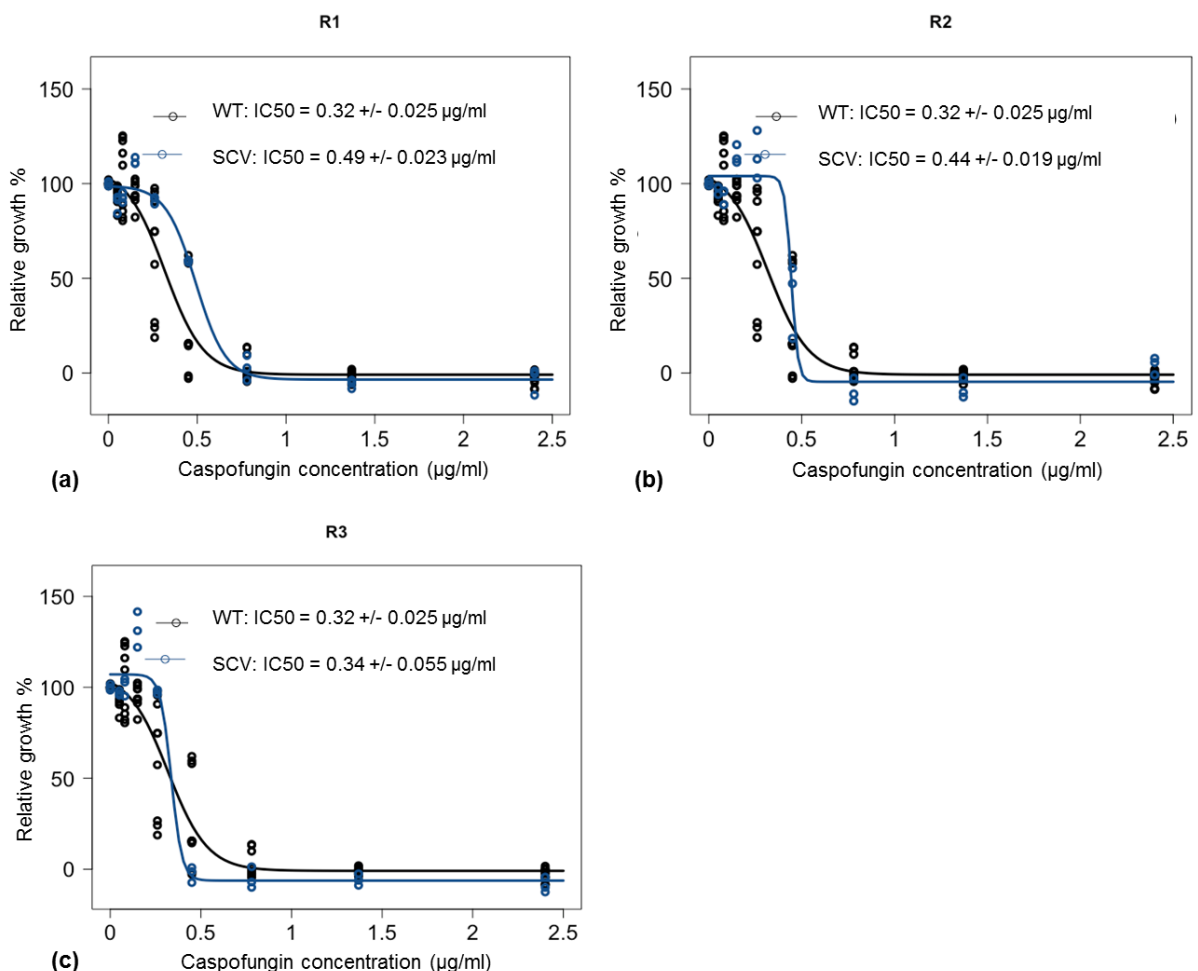 R1
150
100
50
0
Relative growth %
WT: IC50 = 0.32 +/- 0.025 µg/ml
SCV: IC50 = 0.49 +/- 0.023 µg/ml
0 0.5 1 1.5 2 2.5
Caspofungin concentration (µg/ml)
(a)
R2
150
100
50
0
Relative growth %
WT: IC50 = 0.32 +/- 0.025 µg/ml
SCV: IC50 = 0.44 +/- 0.019 µg/ml
0 0.5 1 1.5 2 2.5
Caspofungin concentration (µg/ml)
(b)
R3
150
100
50
0
Relative growth %
WT: IC50 = 0.32 +/- 0.025 µg/ml
SCV: IC50 = 0.34 +/- 0.055 µg/ml
0 0.5 1 1.5 2 2.5
Caspofungin concentration (µg/ml)
(c)